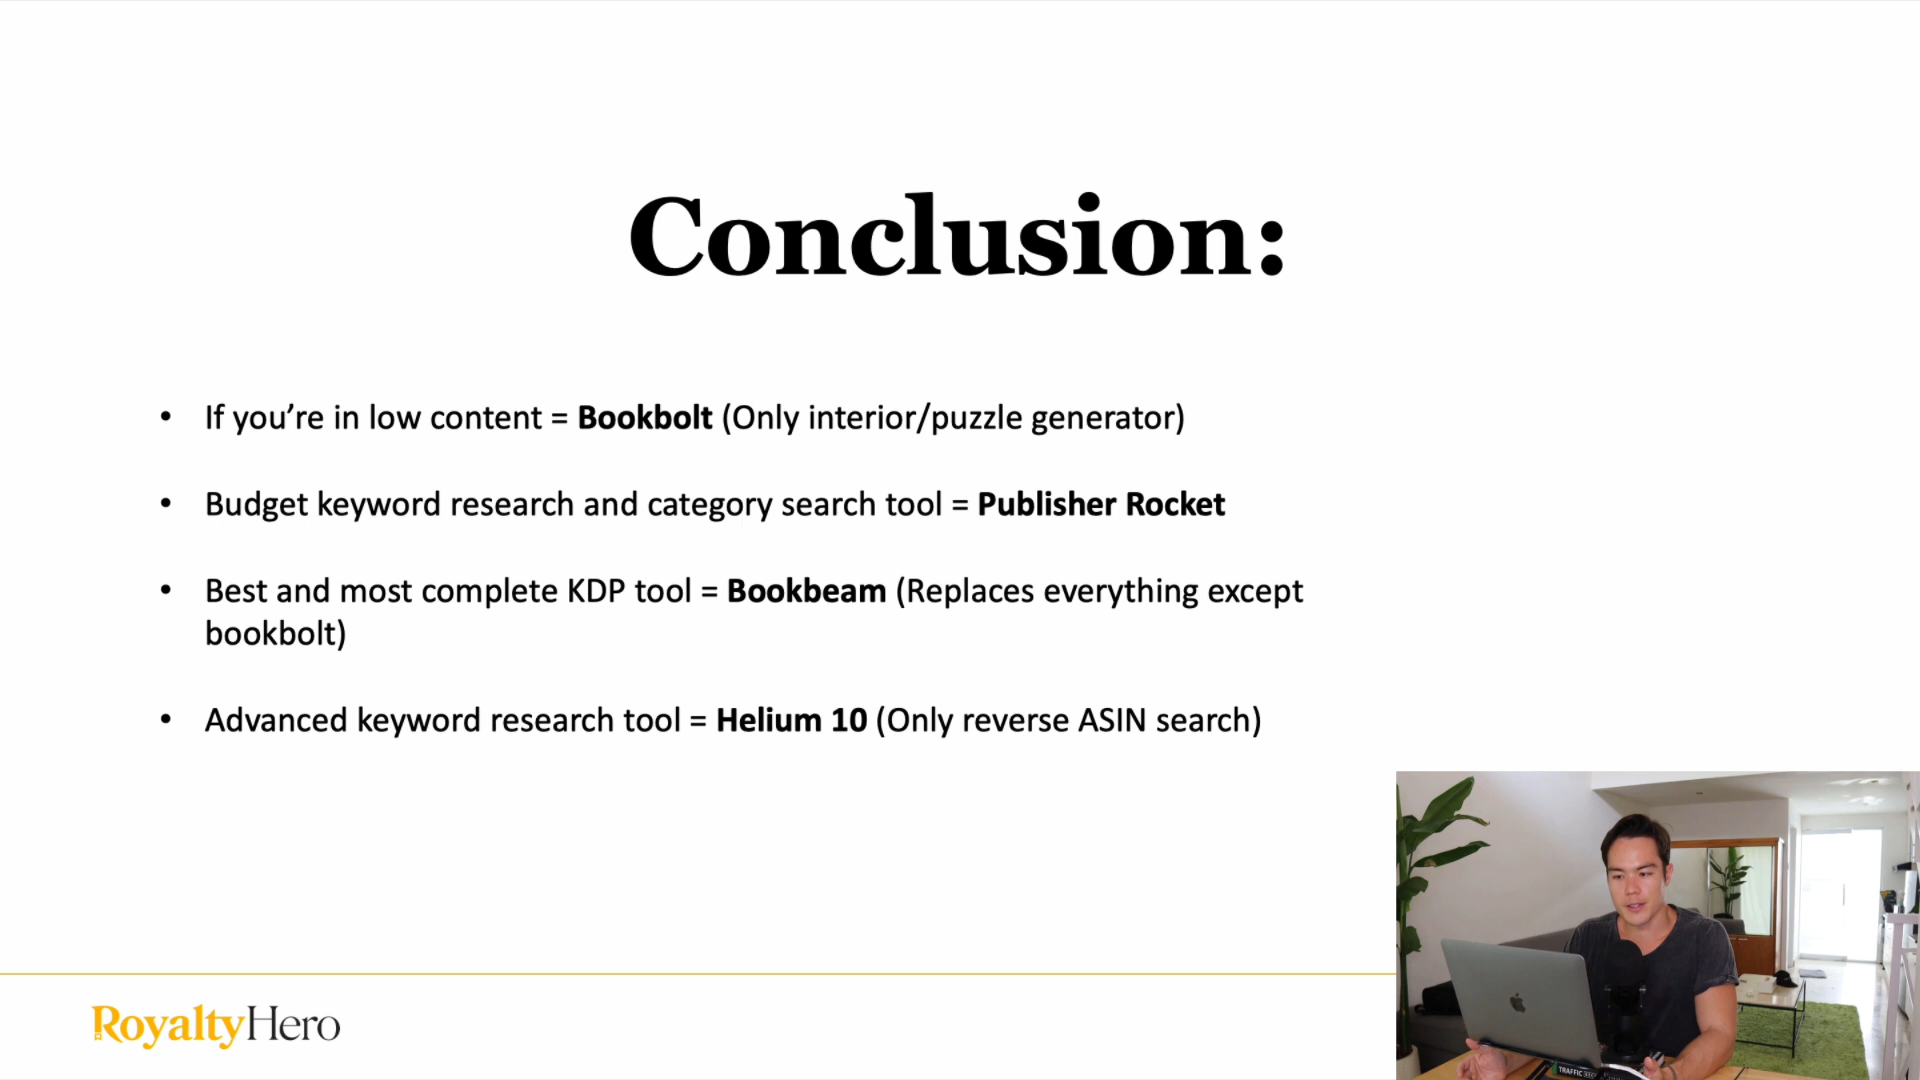 Conclusion:
• If you’re in low content = Bookbolt (Only interior/puzzle generator)
• Budget keyword research and category search tool = Publisher Rocket
• Best and most complete KDP tool = Bookbeam (Replaces everything except
bookbolt)
• Advanced keyword research tool = Helium 10 (Only reverse ASIN search)
RoyaltyHero
TRAFFIC